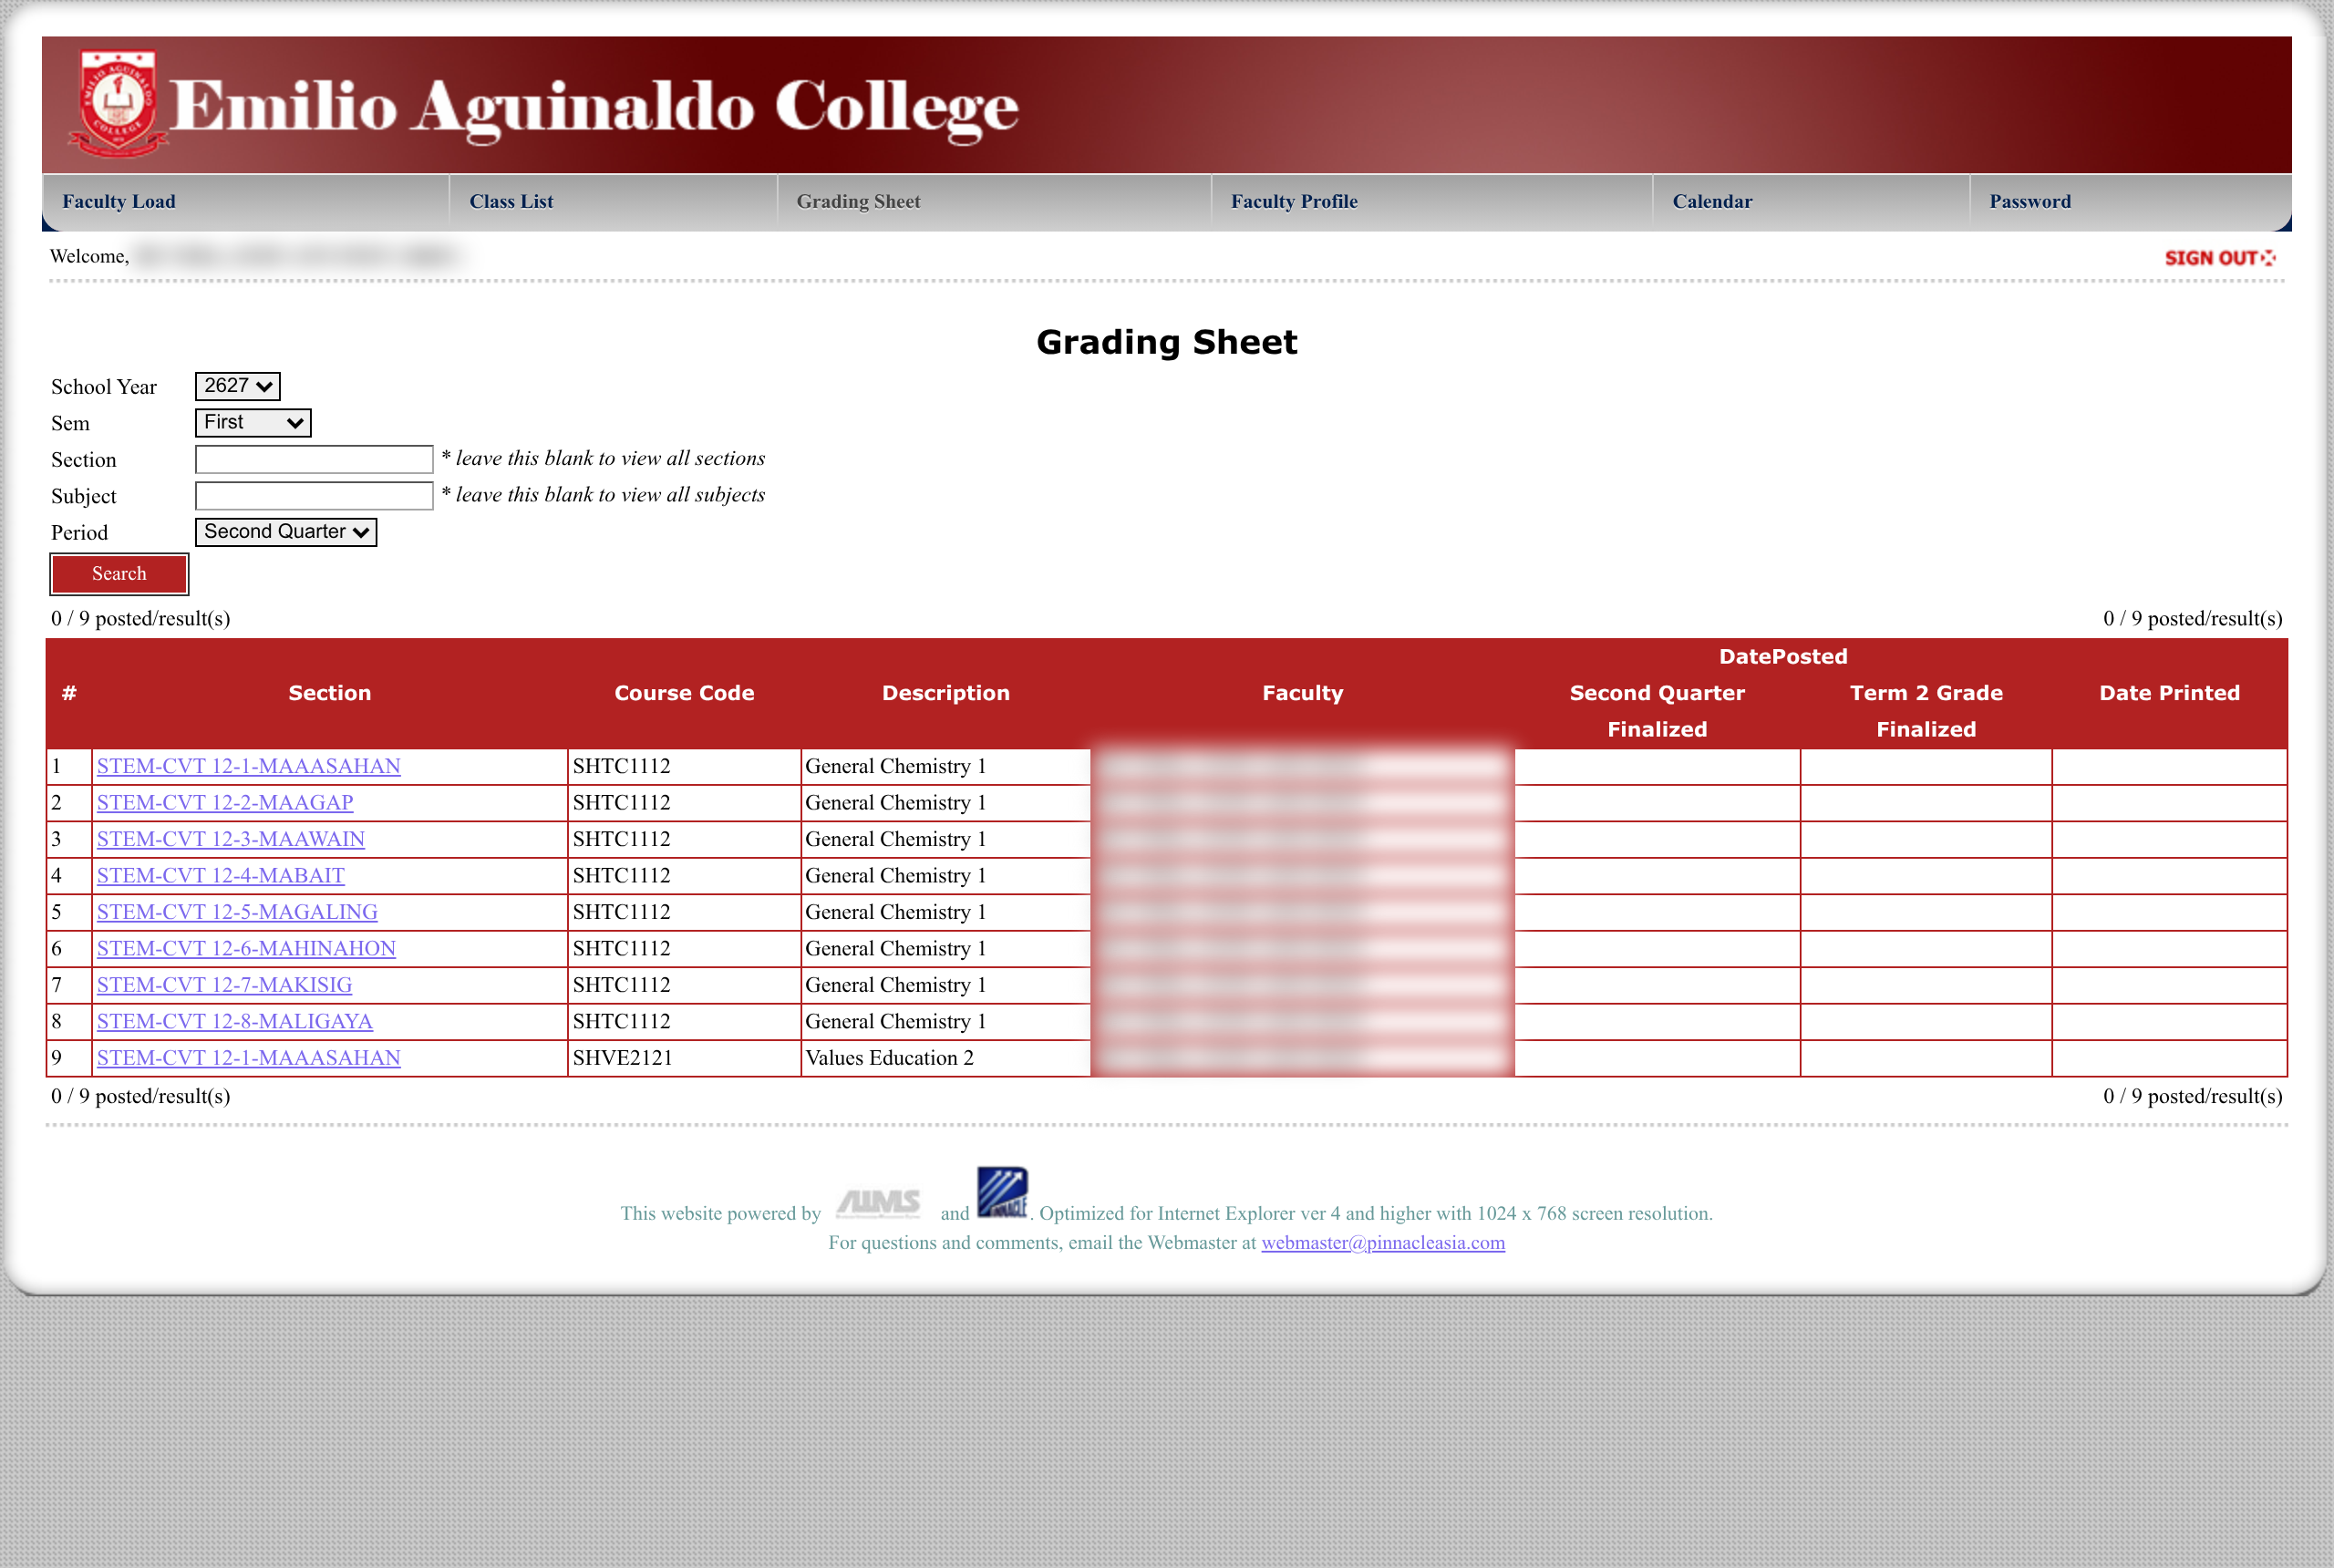 Emilio Aguinaldo College
Faculty Load Class List Grading Sheet Faculty Profile Calendar Password
Welcome,
SIGN OUT
Grading Sheet
School Year 2627
Sem First
Section * leave this blank to view all sections
Subject * leave this blank to view all subjects
Period Second Quarter
Search
0 / 9 posted/result(s) 0 / 9 posted/result(s)
DatePosted
# Section Course Code Description Faculty Second Quarter Term 2 Grade Date Printed
Finalized Finalized
1 STEM-CVT 12-1-MAAASAHAN SHTC1112 General Chemistry 1
2 STEM-CVT 12-2-MAAGAP SHTC1112 General Chemistry 1
3 STEM-CVT 12-3-MAAWAIN SHTC1112 General Chemistry 1
4 STEM-CVT 12-4-MABAIT SHTC1112 General Chemistry 1
5 STEM-CVT 12-5-MAGALING SHTC1112 General Chemistry 1
6 STEM-CVT 12-6-MAHINAHON SHTC1112 General Chemistry 1
7 STEM-CVT 12-7-MAKISIG SHTC1112 General Chemistry 1
8 STEM-CVT 12-8-MALIGAYA SHTC1112 General Chemistry 1
9 STEM-CVT 12-1-MAAASAHAN SHVE2121 Values Education 2
0 / 9 posted/result(s) 0 / 9 posted/result(s)
This website powered by AIMS and PINNACLE. Optimized for Internet Explorer ver 4 and higher with 1024 x 768 screen resolution.
For questions and comments, email the Webmaster at webmaster@pinnacleasia.com